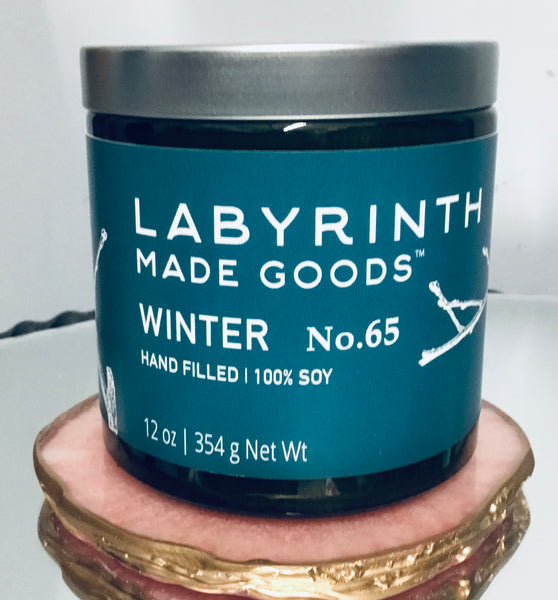 LABYRINTH
MADE GOODS™
WINTER No.65
HAND FILLED | 100% SOY
12 oz | 354 g Net Wt